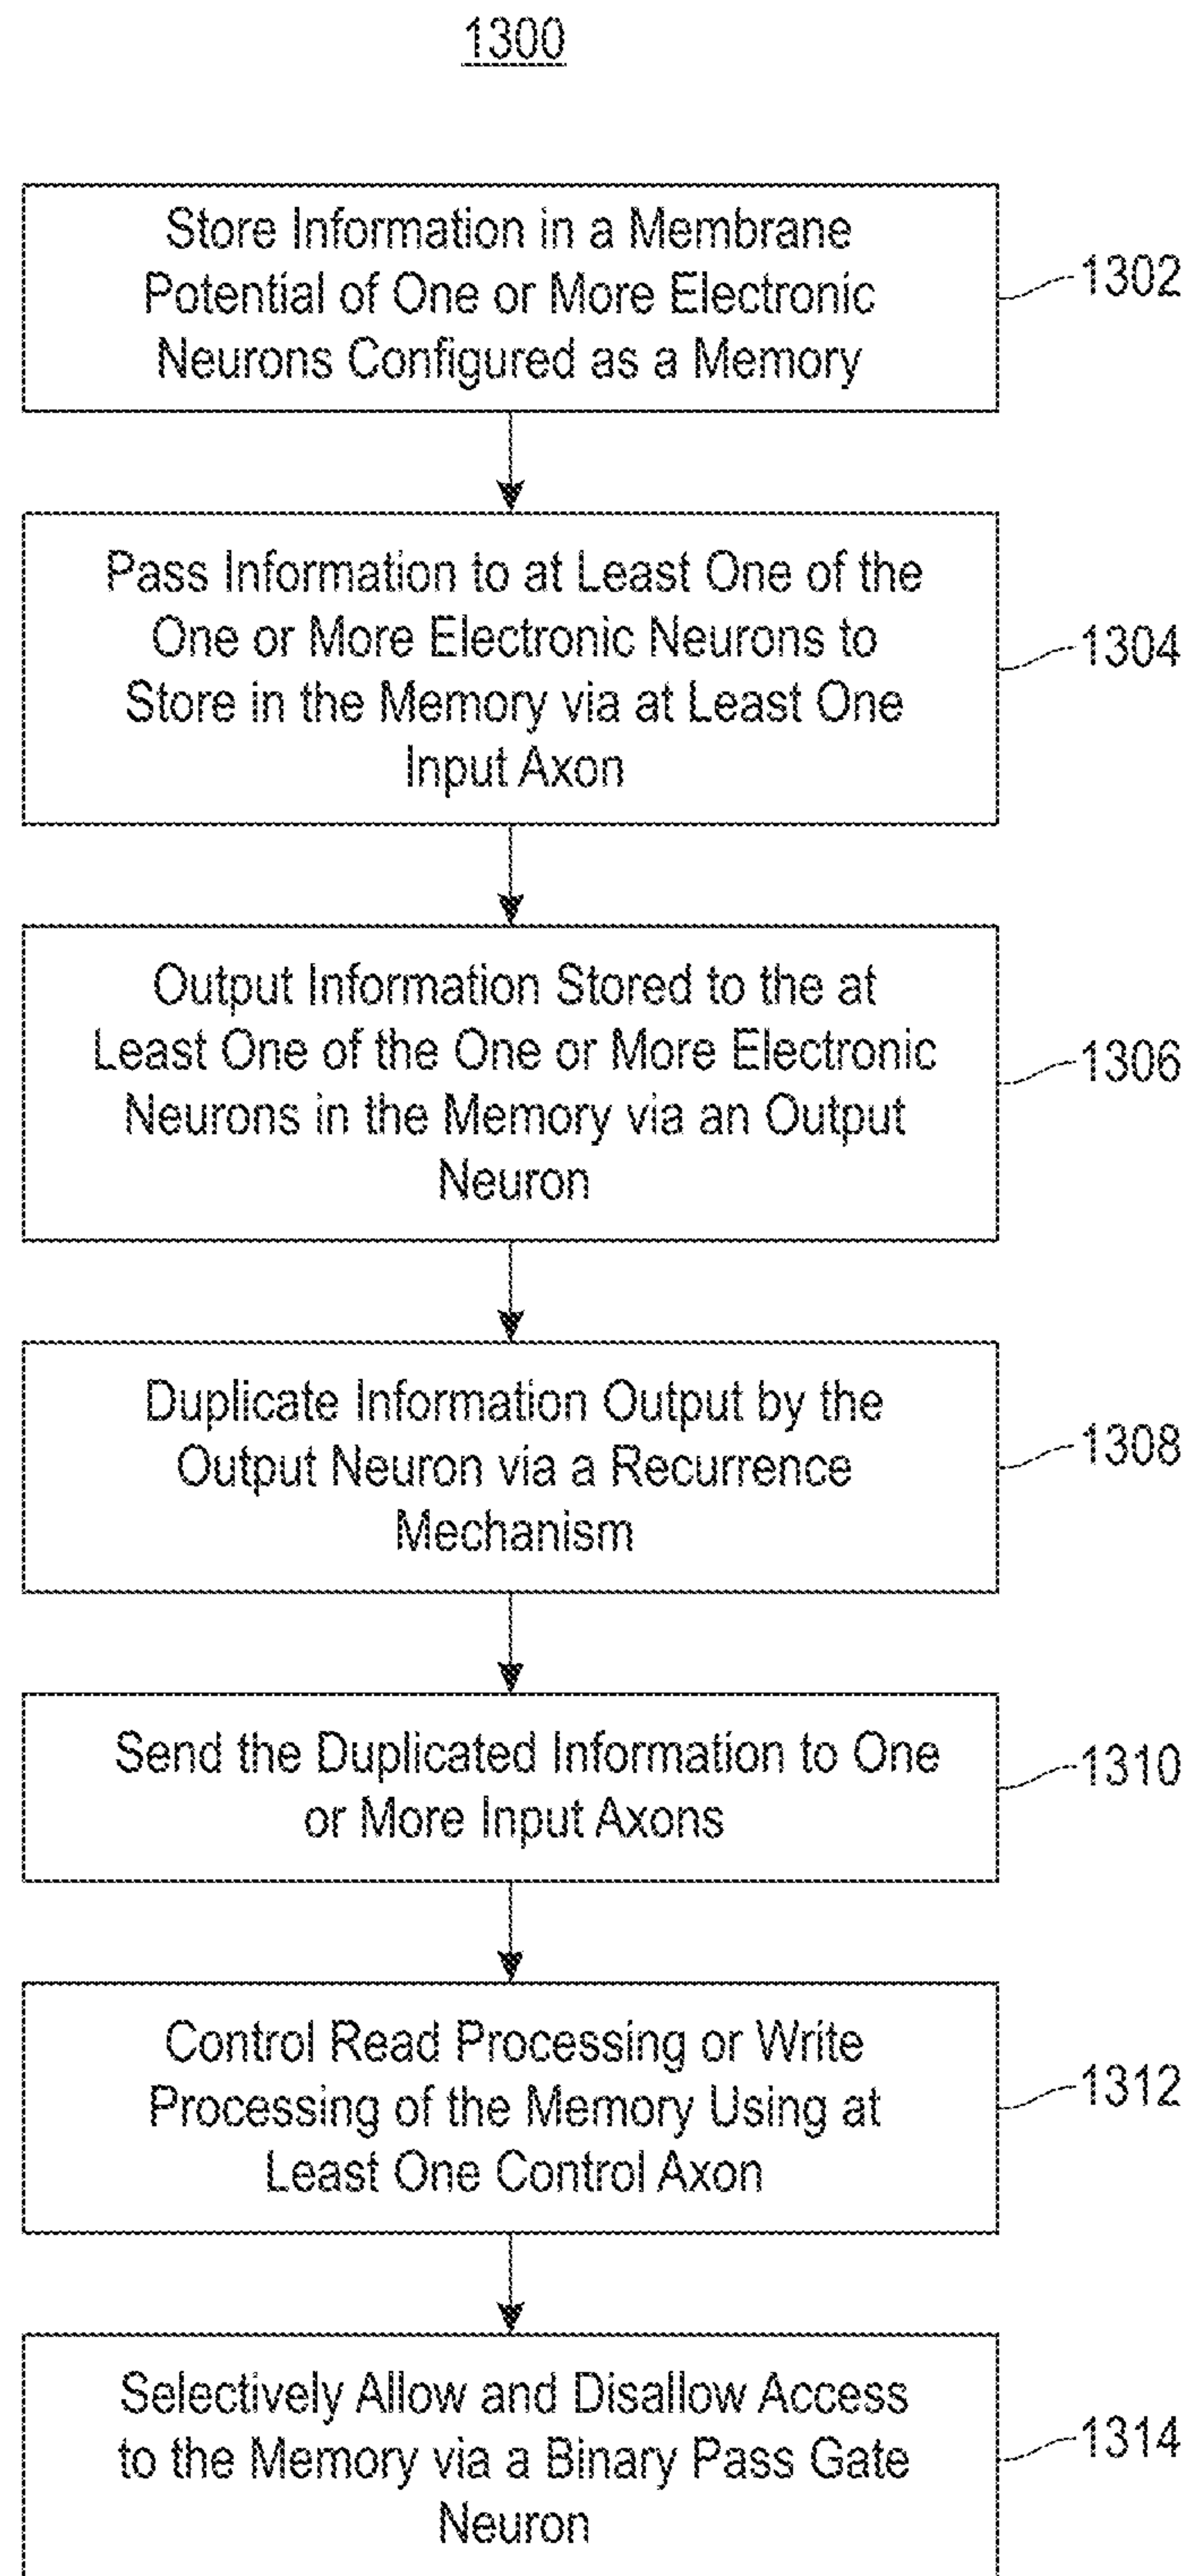 1300
Store Information in a Membrane
Potential of One or More Electronic
Neurons Configured as a Memory
1302
Pass Information to at Least One of the
One or More Electronic Neurons to
Store in the Memory via at Least One
Input Axon
1304
Output Information Stored to the at
Least One of the One or More Electronic
Neurons in the Memory via an Output
Neuron
1306
Duplicate Information Output by the
Output Neuron via a Recurrence
Mechanism
1308
Send the Duplicated Information to One
or More Input Axons
1310
Control Read Processing or Write
Processing of the Memory Using at
Least One Control Axon
1312
Selectively Allow and Disallow Access
to the Memory via a Binary Pass Gate
Neuron
1314